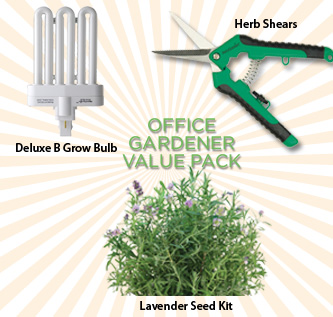 Herb Shears
Deluxe B Grow Bulb
OFFICE
GARDENER
VALUE PACK
Lavender Seed Kit